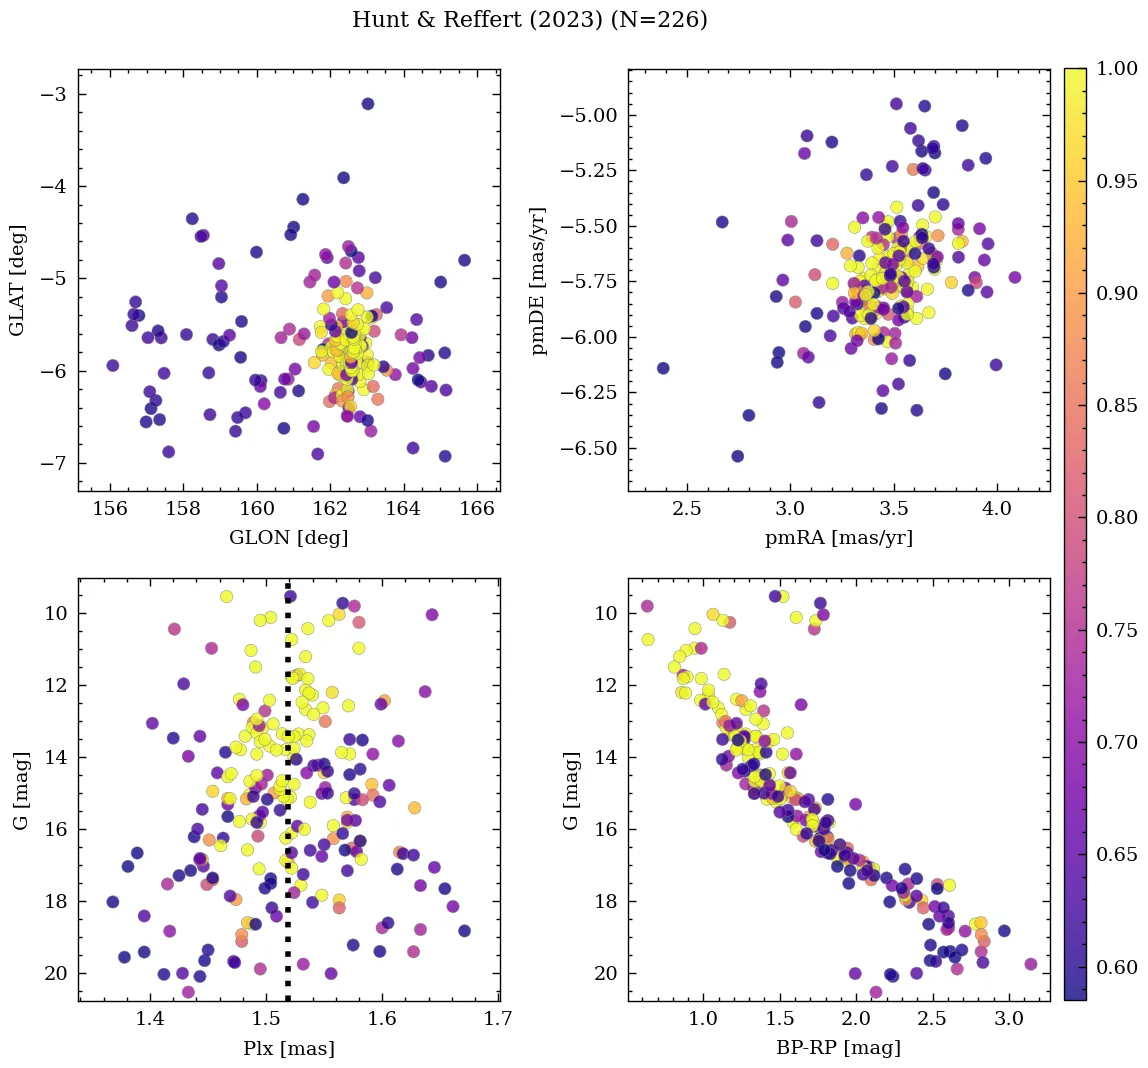 Hunt & Reffert (2023) (N=226)
−3
−4
−5
−6
−7
GLAT [deg]
156 158 160 162 164 166
GLON [deg]
−5.00
−5.25
−5.50
−5.75
−6.00
−6.25
−6.50
pmDE [mas/yr]
2.5 3.0 3.5 4.0
pmRA [mas/yr]
10
12
14
16
18
20
G [mag]
1.4 1.5 1.6 1.7
Plx [mas]
10
12
14
16
18
20
G [mag]
1.0 1.5 2.0 2.5 3.0
BP-RP [mag]
1.00
0.95
0.90
0.85
0.80
0.75
0.70
0.65
0.60